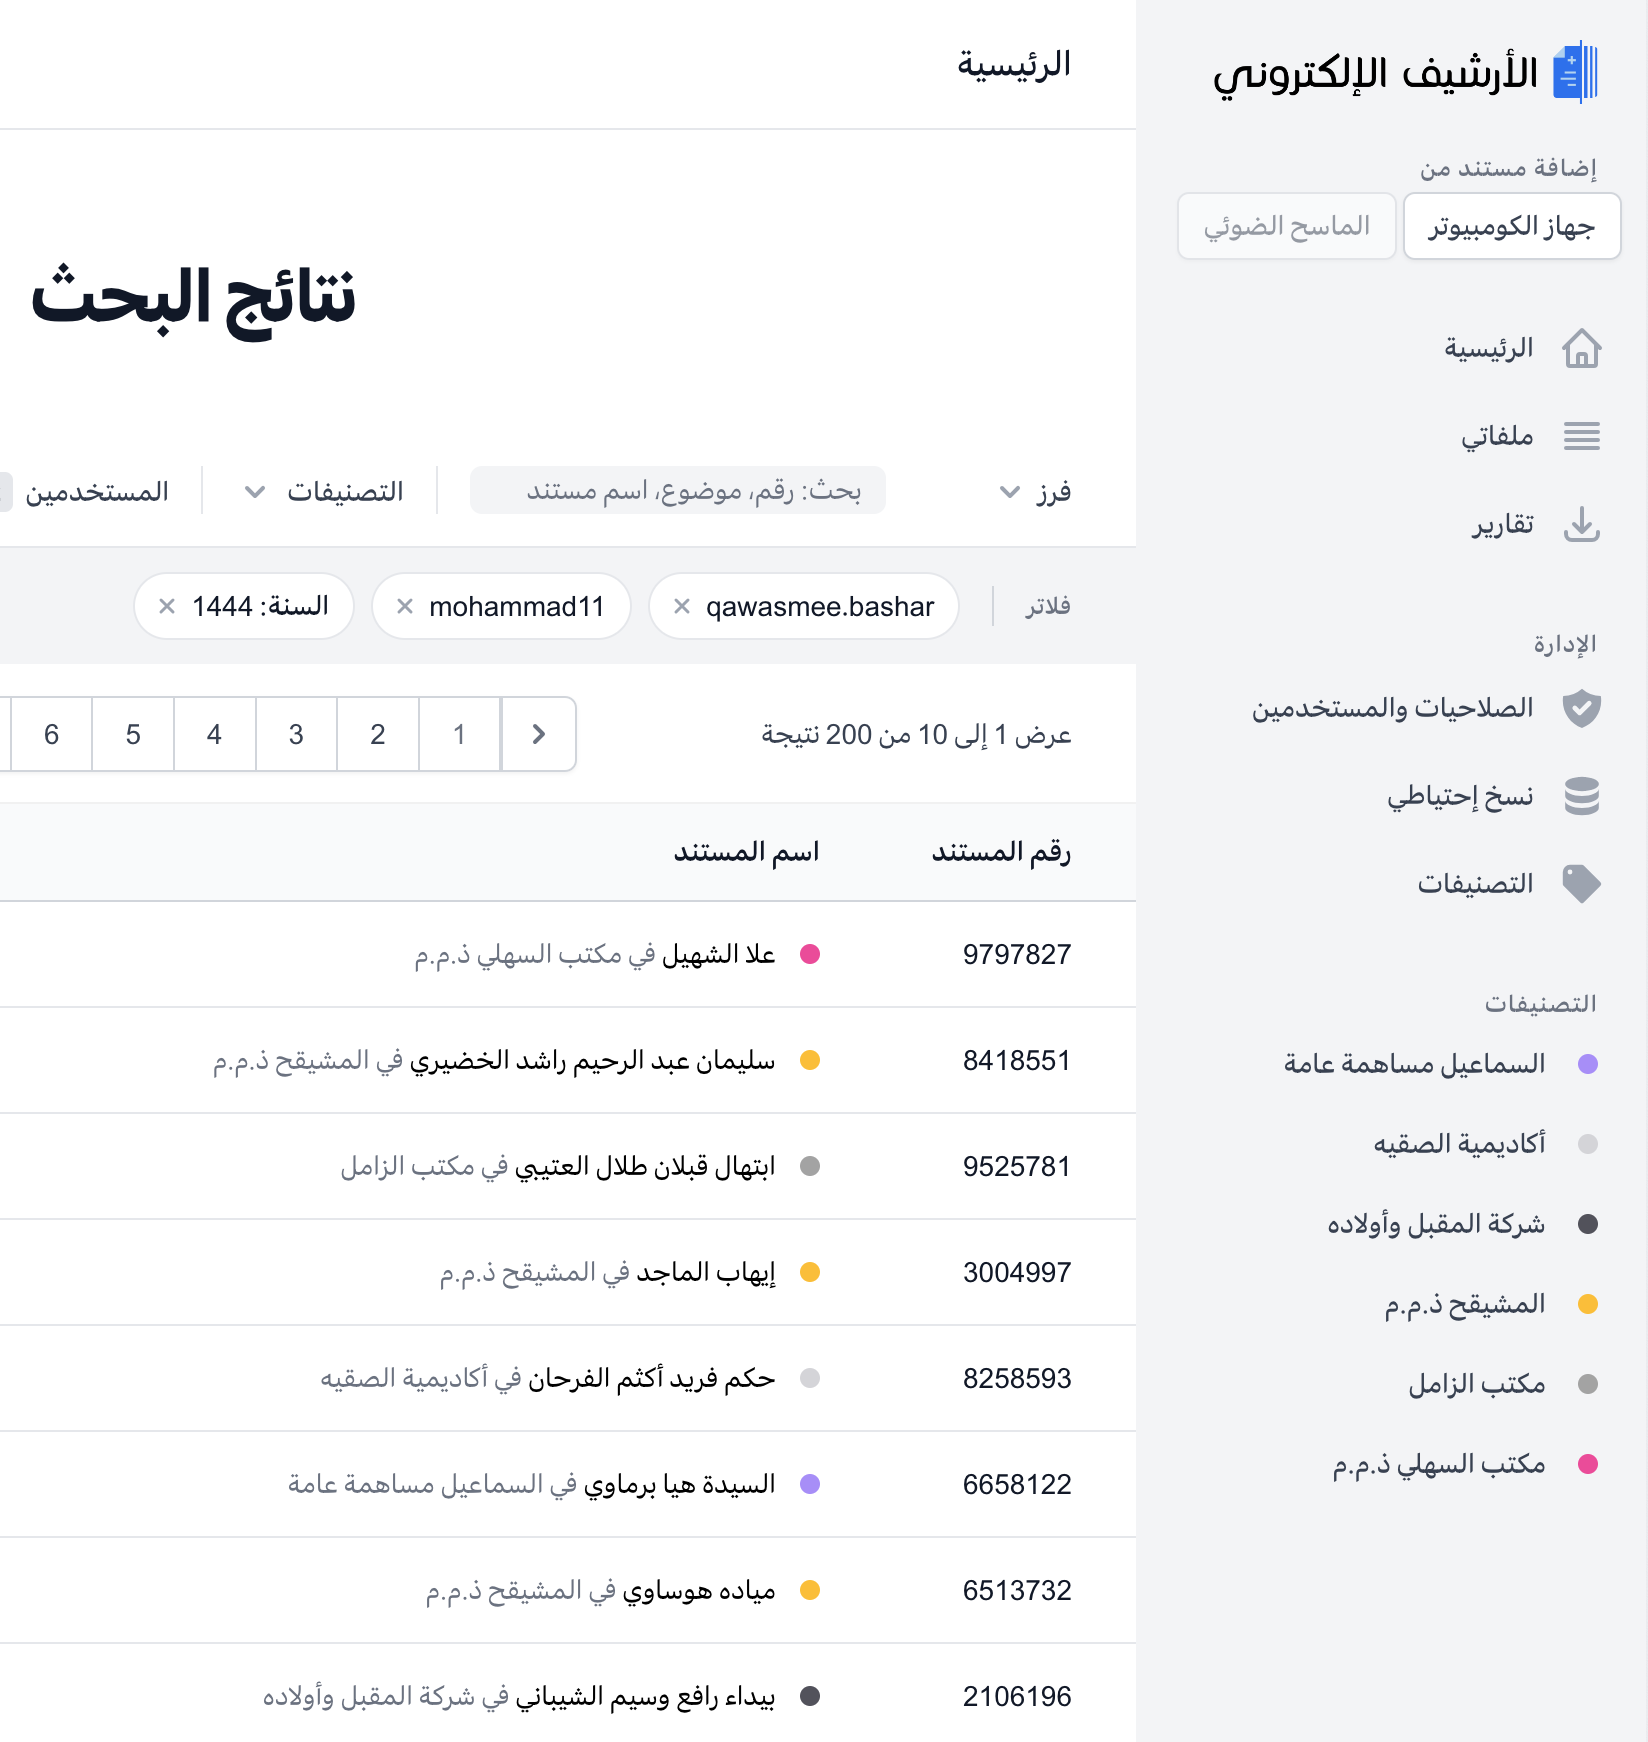 الأرشيف الإلكتروني
إضافة مستند من
جهاز الكومبيوتر
الماسح الضوئي
الرئيسية
ملفاتي
تقارير
الإدارة
الصلاحيات والمستخدمين
نسخ إحتياطي
التصنيفات
التصنيفات
السماعيل مساهمة عامة
أكاديمية الصقيه
شركة المقبل وأولاده
المشيقح ذ.م.م
مكتب الزامل
مكتب السهلي ذ.م.م
الرئيسية
نتائج البحث
فرز
بحث: رقم، موضوع، اسم مستند
التصنيفات
المستخدمين
فلاتر
qawasmee.bashar
mohammad11
السنة: 1444
عرض 1 إلى 10 من 200 نتيجة
1 2 3 4 5 6
رقم المستند اسم المستند
9797827 علا الشهيل في مكتب السهلي ذ.م.م
8418551 سليمان عبد الرحيم راشد الخضيري في المشيقح ذ.م.م
9525781 ابتهال قبلان طلال العتيبي في مكتب الزامل
3004997 إيهاب الماجد في المشيقح ذ.م.م
8258593 حكم فريد أكثم الفرحان في أكاديمية الصقيه
6658122 السيدة هيا برماوي في السماعيل مساهمة عامة
6513732 مياده هوساوي في المشيقح ذ.م.م
2106196 بيداء رافع وسيم الشيباني في شركة المقبل وأولاده